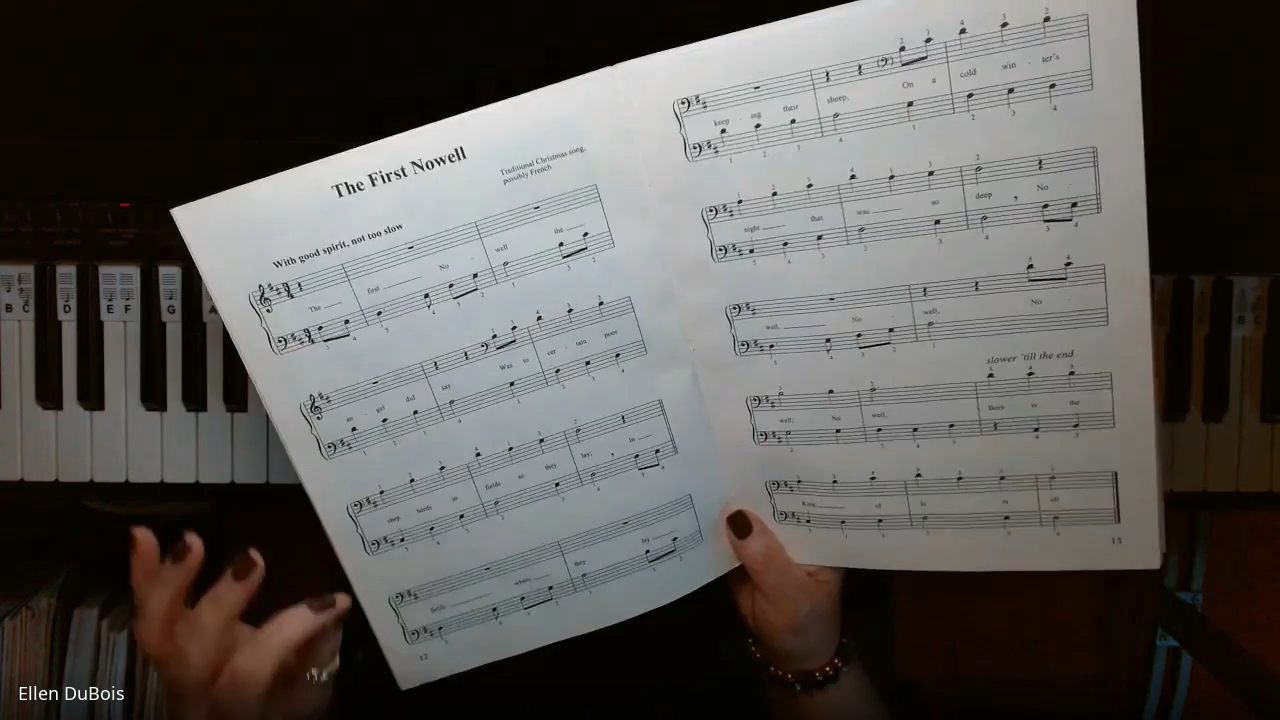 The First Nowell
Traditional Christmas song,
possibly French
With good spirit, not too slow
The first No well the
an gel did say Was to cer - tain poor
shep herds in fields as they lay; In
fields where they lay
12
keep - ing their sheep, On a cold win - ter's
night that was so deep, No
well, No well, No
slower 'till the end
well, No well, Born is the
King of Is ra el!
13
B C D E F G A
B C
Ellen DuBois